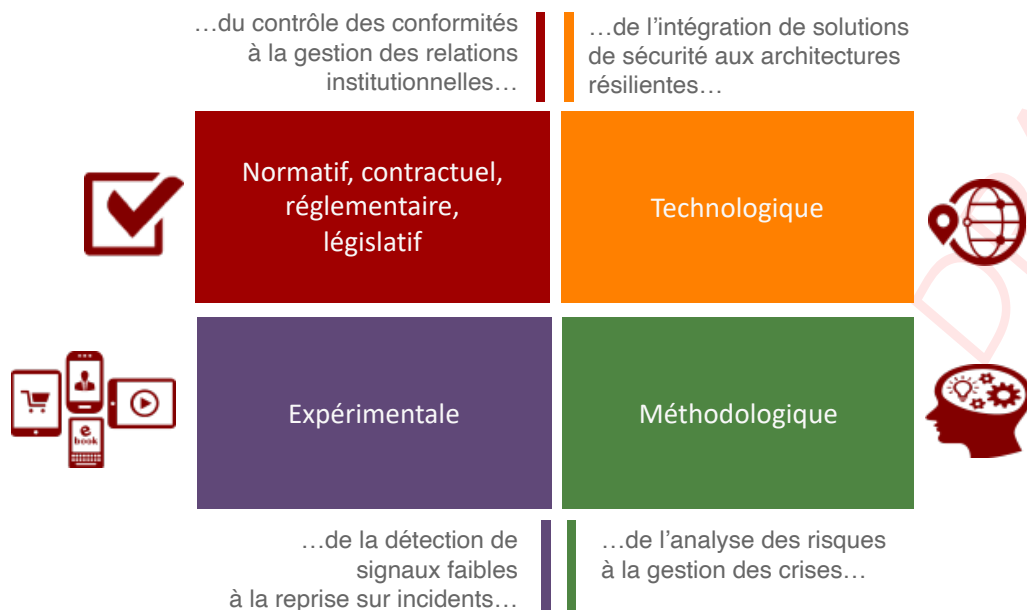 …du contrôle des conformités
à la gestion des relations
institutionnelles…
…de l’intégration de solutions
de sécurité aux architectures
résilientes…
Normatif, contractuel,
réglementaire,
législatif
Technologique
Expérimentale
Méthodologique
e
book
…de la détection de
signaux faibles
à la reprise sur incidents…
…de l’analyse des risques
à la gestion des crises…